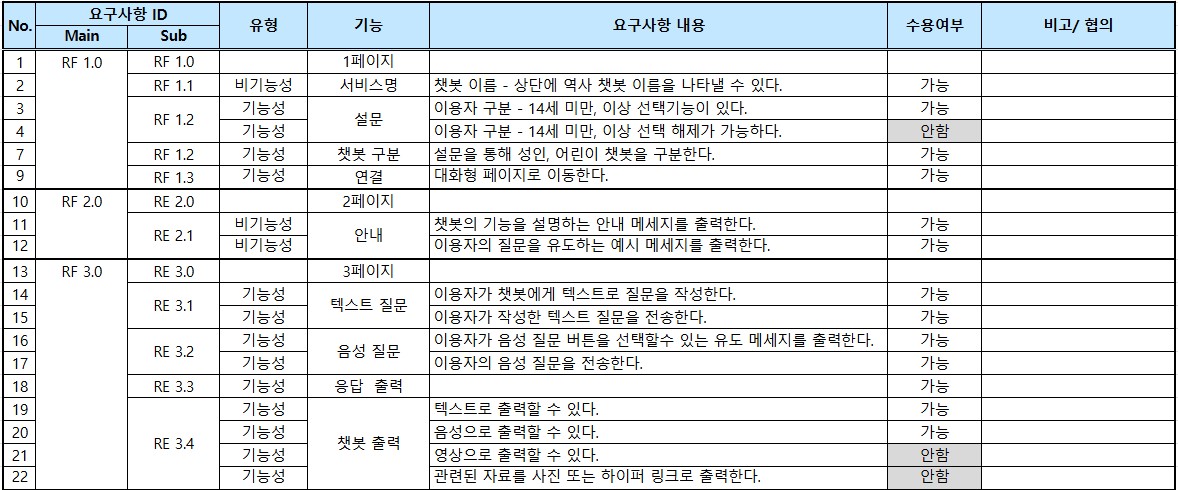 No. 요구사항 ID 유형 기능 요구사항 내용 수용여부 비고/ 협의
Main Sub
1 RF 1.0 RF 1.0 1페이지
2 RF 1.1 비기능성 서비스명 챗봇 이름 - 상단에 역사 챗봇 이름을 나타낼 수 있다. 가능
3 RF 1.2 기능성 설문 이용자 구분 - 14세 미만, 이상 선택기능이 있다. 가능
4 기능성 이용자 구분 - 14세 미만, 이상 선택 해제가 가능하다. 안함
7 RF 1.2 기능성 챗봇 구분 설문을 통해 성인, 어린이 챗봇을 구분한다. 가능
9 RF 1.3 기능성 연결 대화형 페이지로 이동한다. 가능
10 RF 2.0 RE 2.0 2페이지
11 RE 2.1 비기능성 안내 챗봇의 기능을 설명하는 안내 메세지를 출력한다. 가능
12 비기능성 이용자의 질문을 유도하는 예시 메세지를 출력한다. 가능
13 RF 3.0 RE 3.0 3페이지
14 RE 3.1 기능성 텍스트 질문 이용자가 챗봇에게 텍스트로 질문을 작성한다. 가능
15 기능성 이용자가 작성한 텍스트 질문을 전송한다. 가능
16 RE 3.2 기능성 음성 질문 이용자가 음성 질문 버튼을 선택할수 있는 유도 메세지를 출력한다. 가능
17 기능성 이용자의 음성 질문을 전송한다. 가능
18 RE 3.3 기능성 응답 출력 가능
19 RE 3.4 기능성 챗봇 출력 텍스트로 출력할 수 있다. 가능
20 기능성 음성으로 출력할 수 있다. 가능
21 기능성 영상으로 출력할 수 있다. 안함
22 기능성 관련된 자료를 사진 또는 하이퍼 링크로 출력한다. 안함